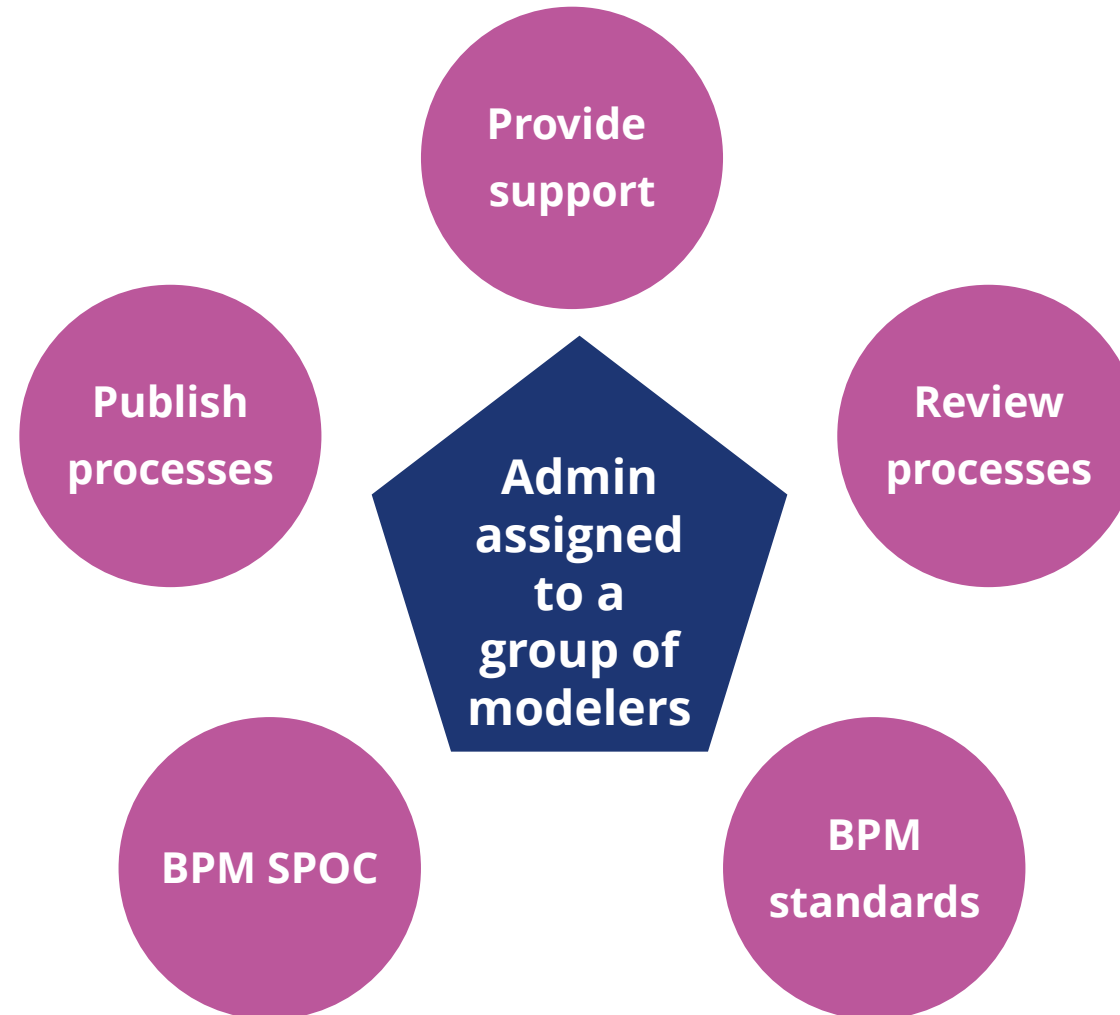 Provide
support
Publish
processes
Review
processes
Admin
assigned
to a
group of
modelers
BPM SPOC
BPM
standards